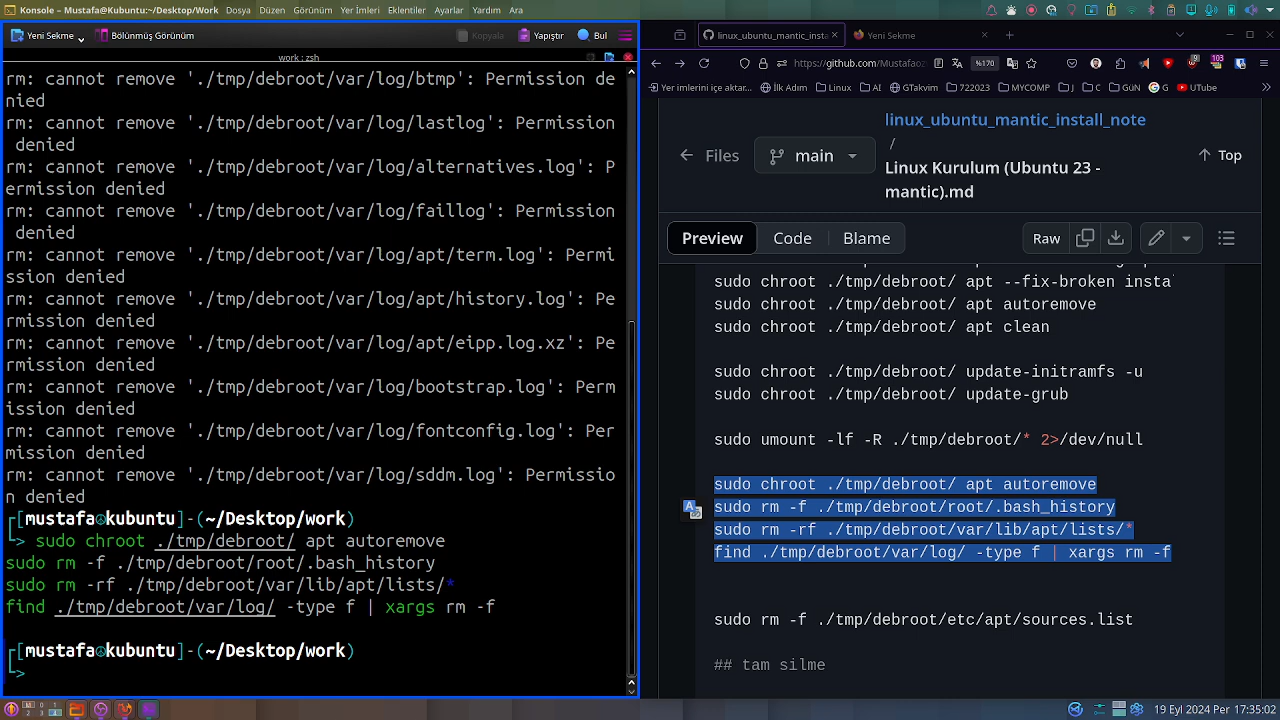 Konsole – Mustafa@Kubuntu:~/Desktop/Work Dosya Düzen Görünüm Yer İmleri Eklentiler Ayarlar Yardım Ara
Yeni Sekme Bölünmüş Görünüm Kopyala Yapıştır Bul
work : zsh
rm: cannot remove './tmp/debroot/var/log/btmp': Permission de
nied
rm: cannot remove './tmp/debroot/var/log/lastlog': Permission
denied
rm: cannot remove './tmp/debroot/var/log/alternatives.log': P
ermission denied
rm: cannot remove './tmp/debroot/var/log/faillog': Permission
denied
rm: cannot remove './tmp/debroot/var/log/apt/term.log': Permi
ssion denied
rm: cannot remove './tmp/debroot/var/log/apt/history.log': Pe
rmission denied
rm: cannot remove './tmp/debroot/var/log/apt/eipp.log.xz': Pe
rmission denied
rm: cannot remove './tmp/debroot/var/log/bootstrap.log': Perm
ission denied
rm: cannot remove './tmp/debroot/var/log/fontconfig.log': Per
mission denied
rm: cannot remove './tmp/debroot/var/log/sddm.log': Permissio
n denied
┌[mustafa☮kubuntu]-(~/Desktop/work)
└> sudo chroot ./tmp/debroot/ apt autoremove
sudo rm -f ./tmp/debroot/root/.bash_history
sudo rm -rf ./tmp/debroot/var/lib/apt/lists/*
find ./tmp/debroot/var/log/ -type f | xargs rm -f
┌[mustafa☮kubuntu]-(~/Desktop/work)
└>
linux_ubuntu_mantic_insta Yeni Sekme
https://github.com/Mustafaoz %170
Yer imlerini içe aktar... İlk Adım Linux AI GTakvim 722023 MYCOMP J C GüN G UTube
Files main
linux_ubuntu_mantic_install_note
/
Linux Kurulum (Ubuntu 23 -
mantic).md
Top
Preview Code Blame Raw
sudo chroot ./tmp/debroot/ apt --fix-broken insta
sudo chroot ./tmp/debroot/ apt autoremove
sudo chroot ./tmp/debroot/ apt clean
sudo chroot ./tmp/debroot/ update-initramfs -u
sudo chroot ./tmp/debroot/ update-grub
sudo umount -lf -R ./tmp/debroot/* 2>/dev/null
sudo chroot ./tmp/debroot/ apt autoremove
sudo rm -f ./tmp/debroot/root/.bash_history
sudo rm -rf ./tmp/debroot/var/lib/apt/lists/*
find ./tmp/debroot/var/log/ -type f | xargs rm -f
sudo rm -f ./tmp/debroot/etc/apt/sources.list
## tam silme
19 Eyl 2024 Per 17:35:02